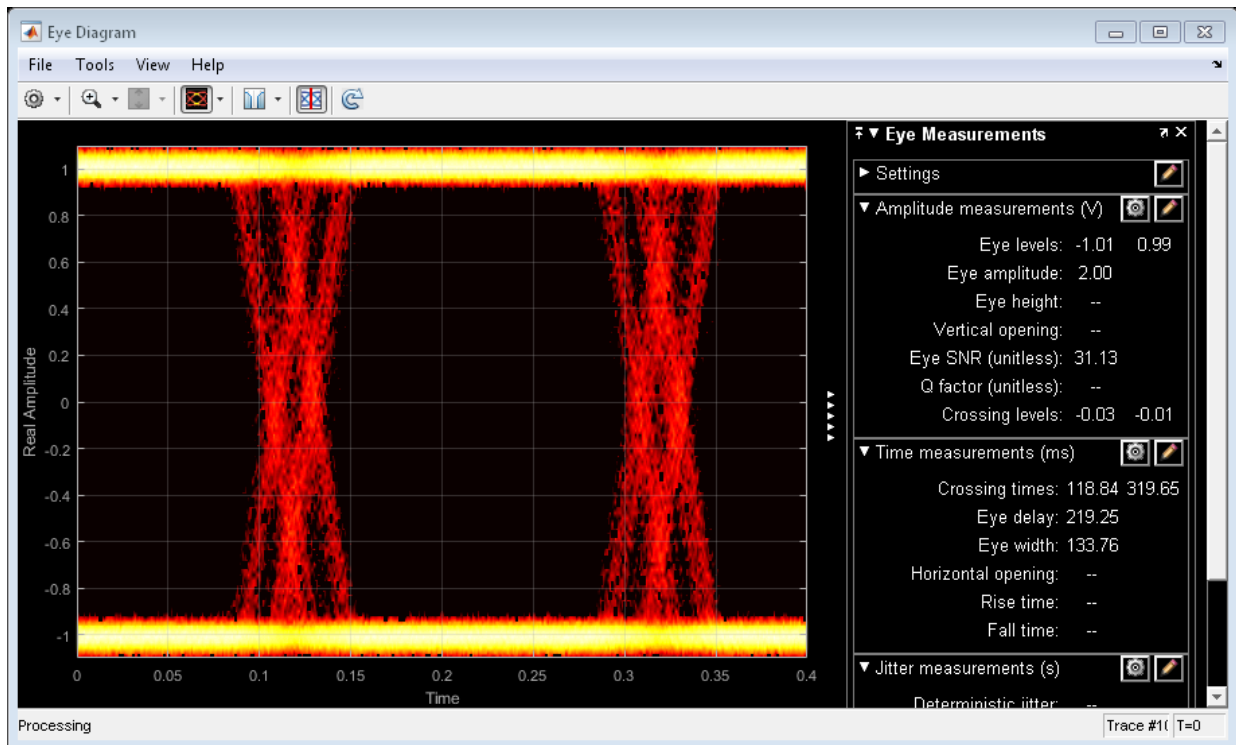 Eye Diagram
File Tools View Help
1
0.8
0.6
0.4
0.2
0
-0.2
-0.4
-0.6
-0.8
-1
Real Amplitude
0 0.05 0.1 0.15 0.2 0.25 0.3 0.35 0.4
Time
Eye Measurements
Settings
Amplitude measurements (V)
Eye levels: -1.01 0.99
Eye amplitude: 2.00
Eye height: --
Vertical opening: --
Eye SNR (unitless): 31.13
Q factor (unitless): --
Crossing levels: -0.03 -0.01
Time measurements (ms)
Crossing times: 118.84 319.65
Eye delay: 219.25
Eye width: 133.76
Horizontal opening: --
Rise time: --
Fall time: --
Jitter measurements (s)
Deterministic jitter: --
Processing
Trace #1( T=0